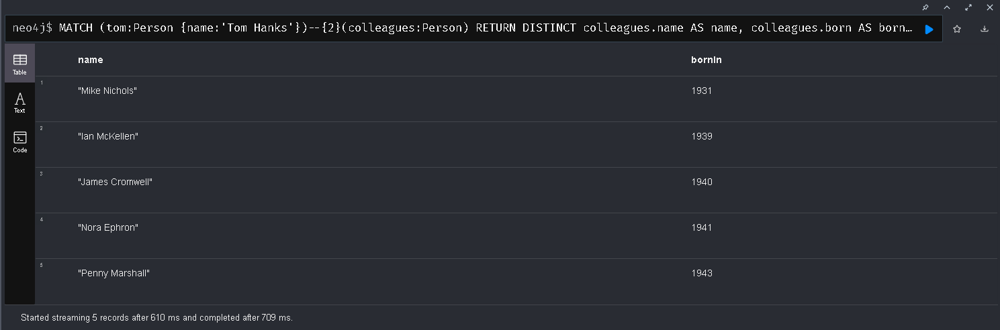 neo4j$ MATCH (tom:Person {name:'Tom Hanks'})--{2}(colleagues:Person) RETURN DISTINCT colleagues.name AS name, colleagues.born AS born…
Table
Text
Code
name bornIn
1 "Mike Nichols" 1931
2 "Ian McKellen" 1939
3 "James Cromwell" 1940
4 "Nora Ephron" 1941
5 "Penny Marshall" 1943
Started streaming 5 records after 610 ms and completed after 709 ms.